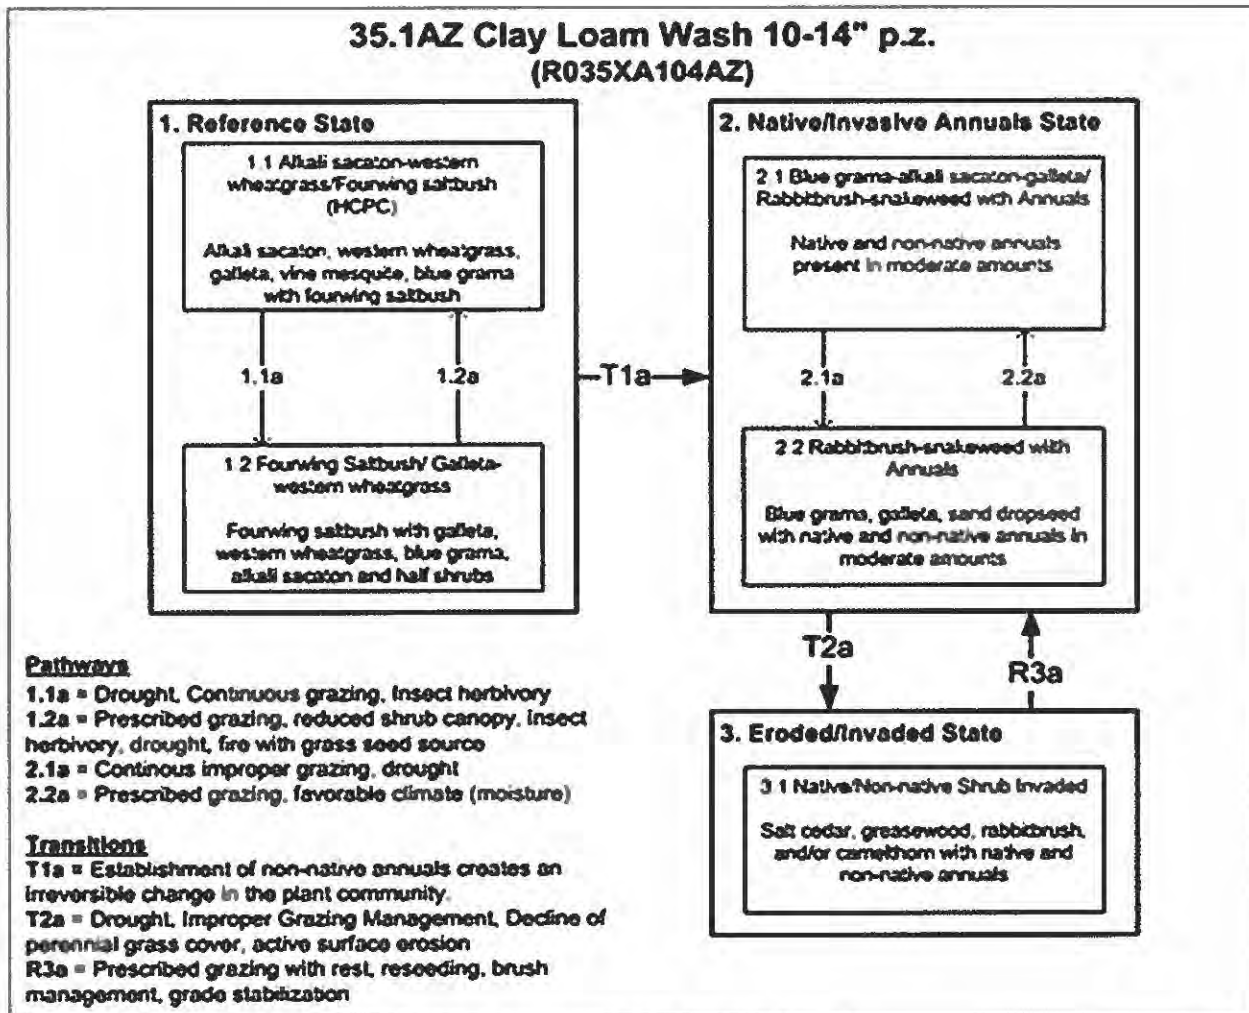 35.1AZ Clay Loam Wash 10-14" p.z.
(R035XA104AZ)
1. Reference State
1.1 Alkali sacaton-western
wheatgrass/Fourwing saltbush
(HCPC)
Alkali sacaton, western wheatgrass,
galleta, vine mesquite, blue grama
with fourwing saltbush
1.1a
1.2a
1.2 Fourwing Saltbush/ Galleta-
western wheatgrass
Fourwing saltbush with galleta,
western wheatgrass, blue grama,
alkali sacaton and half shrubs
T1a
2. Native/Invasive Annuals State
2.1 Blue grama-alkali sacaton-galleta/
Rabbitbrush-snakeweed with Annuals
Native and non-native annuals
present in moderate amounts
2.1a
2.2a
2.2 Rabbitbrush-snakeweed with
Annuals
Blue grama, galleta, sand dropseed
with native and non-native annuals in
moderate amounts
T2a
R3a
3. Eroded/Invaded State
3.1 Native/Non-native Shrub Invaded
Salt cedar, greasewood, rabbitbrush,
and/or camelthorn with native and
non-native annuals
Pathways
1.1a = Drought, Continuous grazing, Insect herbivory
1.2a = Prescribed grazing, reduced shrub canopy, insect
herbivory, drought, fire with grass seed source
2.1a = Continous improper grazing, drought
2.2a = Prescribed grazing, favorable climate (moisture)
Transitions
T1a = Establishment of non-native annuals creates an
irreversible change in the plant community.
T2a = Drought, Improper Grazing Management, Decline of
perennial grass cover, active surface erosion
R3a = Prescribed grazing with rest, reseeding, brush
management, grade stabilization